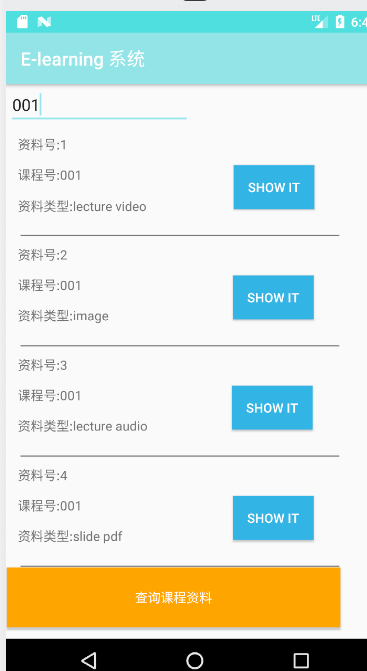 LTE 6:4
E-learning 系统
001
资料号:1
课程号:001
SHOW IT
资料类型:lecture video
资料号:2
课程号:001
SHOW IT
资料类型:image
资料号:3
课程号:001
SHOW IT
资料类型:lecture audio
资料号:4
课程号:001
SHOW IT
资料类型:slide pdf
查询课程资料